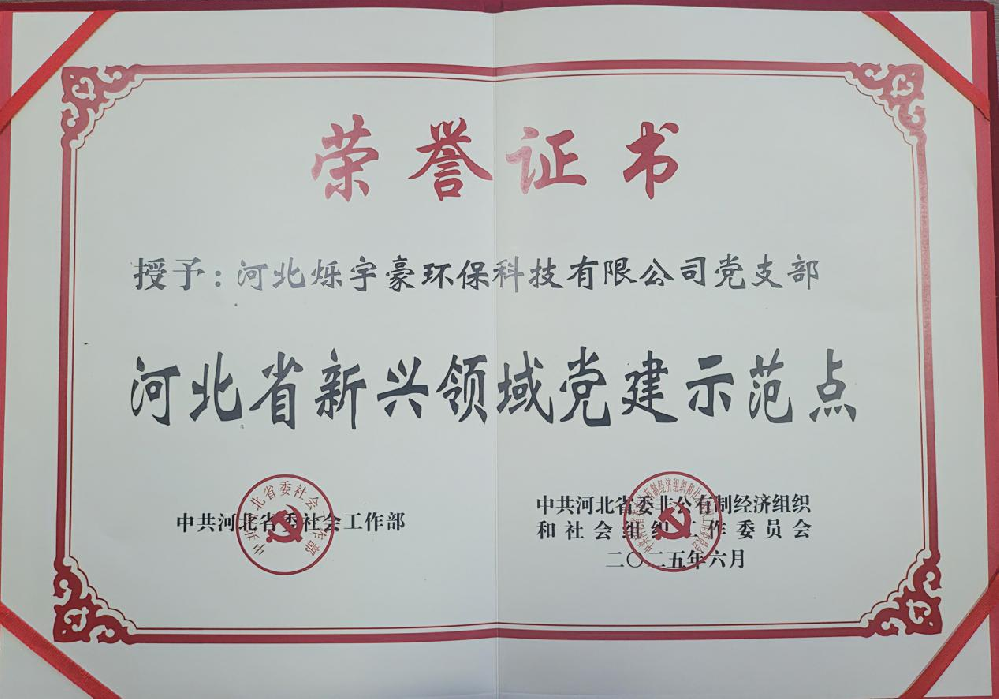 荣誉证书
授予：河北烁宇豪环保科技有限公司党支部
河北省新兴领域党建示范点
中共河北省委社会工作部
中共河北省委非公有制经济组织
和社会组织工作委员会
二〇二五年六月